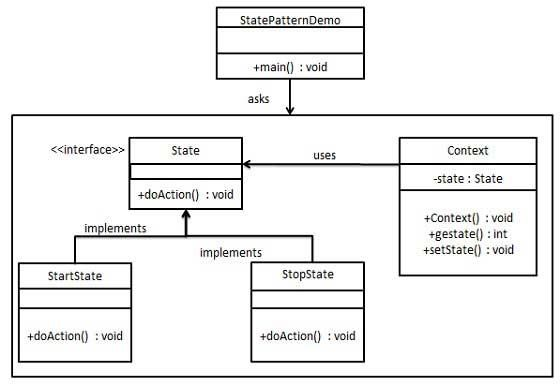 StatePatternDemo
+main() : void
asks
<<interface>>
State
+doAction() : void
uses
Context
-state : State
+Context() : void
+gestate() : int
+setState() : void
implements
implements
StartState
+doAction() : void
StopState
+doAction() : void